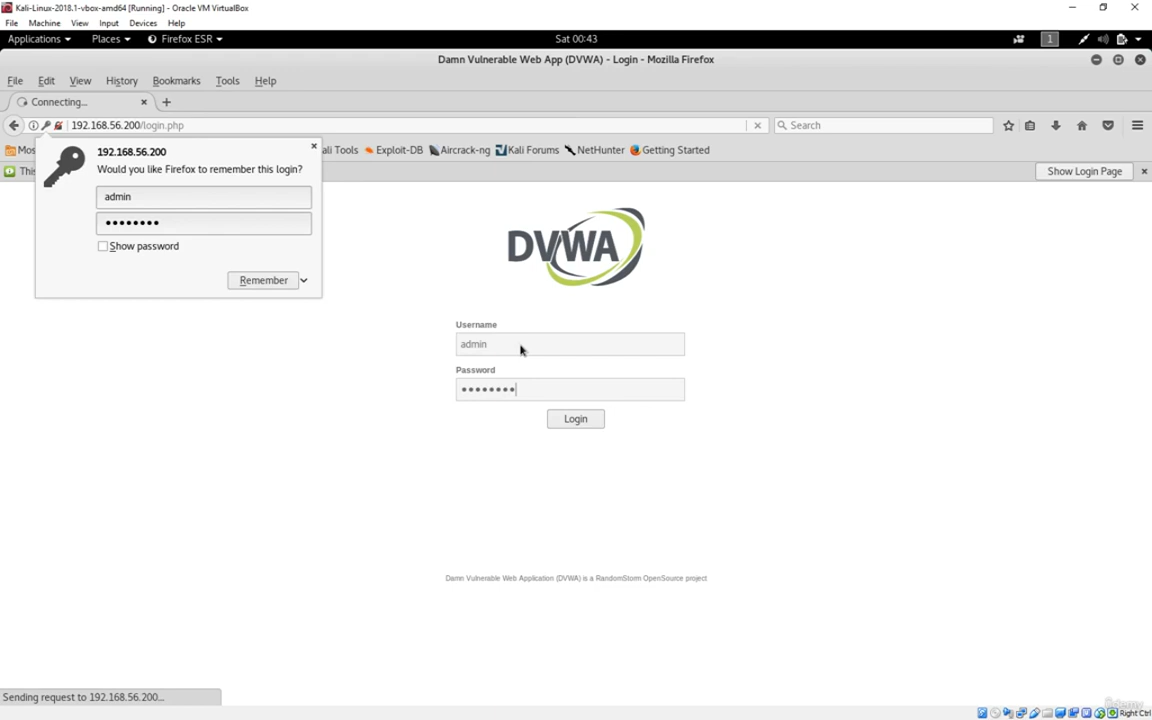 Kali-Linux-2018.1-vbox-amd64 [Running] - Oracle VM VirtualBox
File Machine View Input Devices Help
Applications Places Firefox ESR Sat 00:43 1
Damn Vulnerable Web App (DVWA) - Login - Mozilla Firefox
File Edit View History Bookmarks Tools Help
Connecting...
192.168.56.200/login.php Search
Mos ali Tools Exploit-DB Aircrack-ng Kali Forums NetHunter Getting Started
This Show Login Page
192.168.56.200
Would you like Firefox to remember this login?
admin
••••••••
Show password
Remember
DVWA
Username
admin
Password
••••••••
Login
Damn Vulnerable Web Application (DVWA) is a RandomStorm OpenSource project
Sending request to 192.168.56.200...
Udemy
Right Ctrl